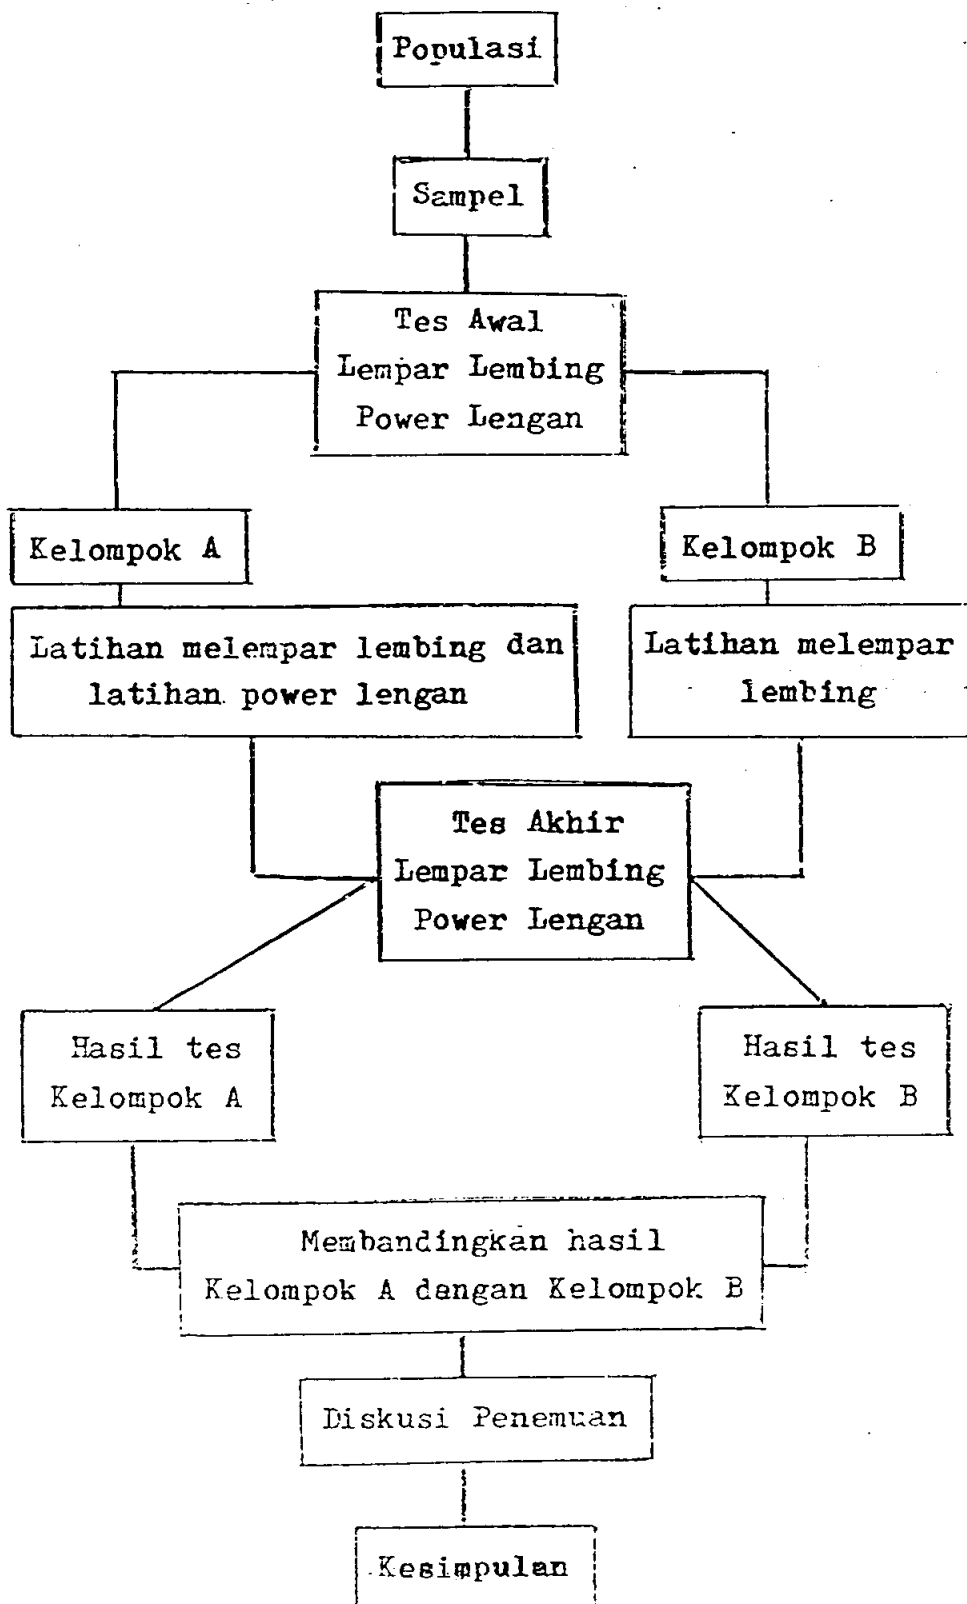 Populasi
Sampel
Tes Awal
Lempar Lembing
Power Lengan
Kelompok A
Kelompok B
Latihan melempar lembing dan
latihan power lengan
Latihan melempar
lembing
Tes Akhir
Lempar Lembing
Power Lengan
Hasil tes
Kelompok A
Hasil tes
Kelompok B
Membandingkan hasil
Kelompok A dangan Kelompok B
Diskusi Penemuan
Kesimpulan